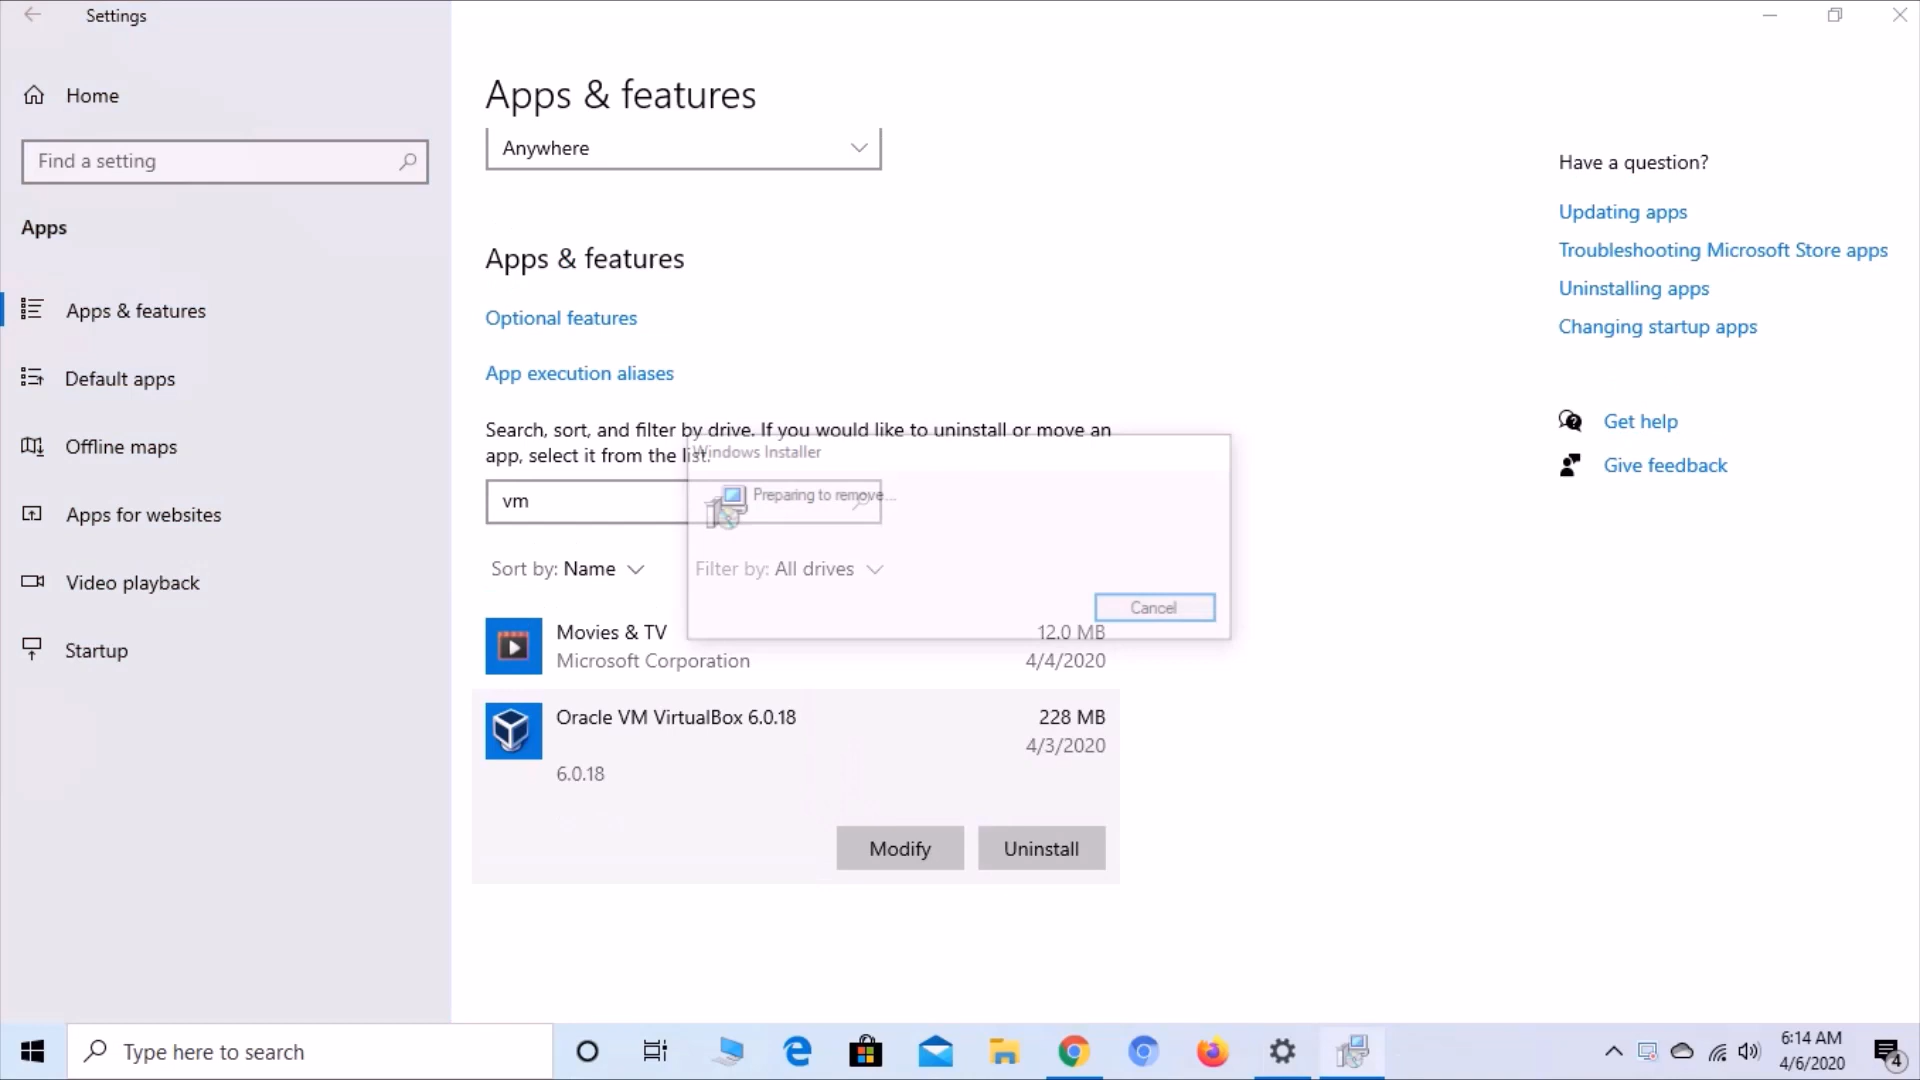 Settings
Home
Find a setting
Apps
Apps & features
Default apps
Offline maps
Apps for websites
Video playback
Startup
Apps & features
Anywhere
Apps & features
Optional features
App execution aliases
Search, sort, and filter by drive. If you would like to uninstall or move an
app, select it from the list.
vm
Sort by: Name
Filter by: All drives
Windows Installer
Preparing to remove...
Cancel
Movies & TV
12.0 MB
Microsoft Corporation
4/4/2020
Oracle VM VirtualBox 6.0.18
228 MB
4/3/2020
6.0.18
Modify
Uninstall
Have a question?
Updating apps
Troubleshooting Microsoft Store apps
Uninstalling apps
Changing startup apps
Get help
Give feedback
Type here to search
6:14 AM
4/6/2020
4